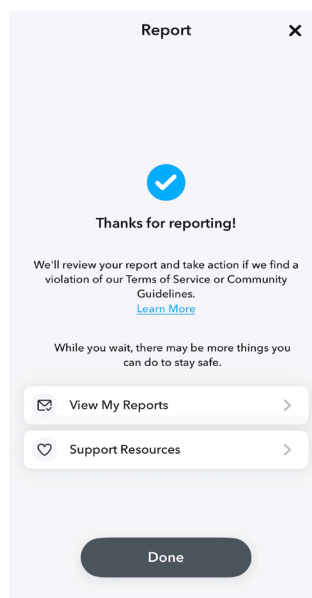 Report
Thanks for reporting!
We'll review your report and take action if we find a
violation of our Terms of Service or Community
Guidelines.
Learn More
While you wait, there may be more things you
can do to stay safe.
View My Reports
Support Resources
Done